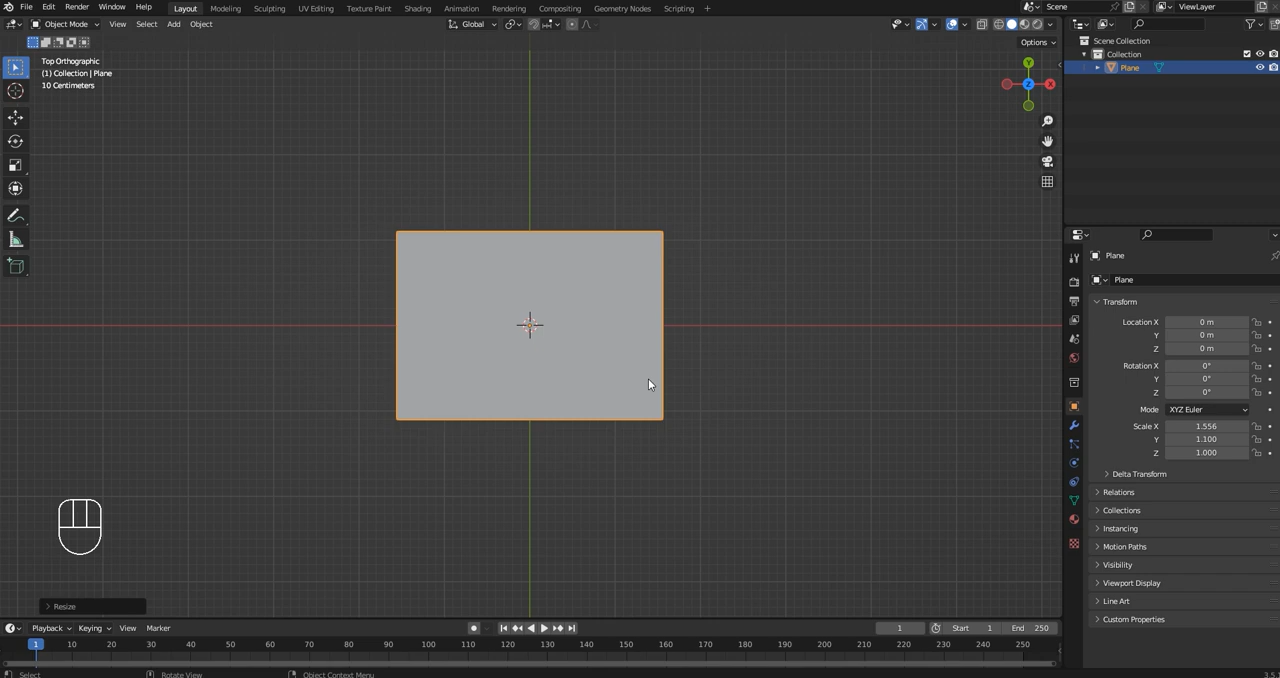 File Edit Render Window Help Layout Modeling Sculpting UV Editing Texture Paint Shading Animation Rendering Compositing Geometry Nodes Scripting + Scene ViewLayer
Object Mode View Select Add Object Global
Options
Top Orthographic
(1) Collection | Plane
10 Centimeters
Y
Z
X
Scene Collection
Collection
Plane
Plane
Plane
Transform
Location X 0 m
Y 0 m
Z 0 m
Rotation X 0°
Y 0°
Z 0°
Mode XYZ Euler
Scale X 1.556
Y 1.100
Z 1.000
Delta Transform
Relations
Collections
Instancing
Motion Paths
Visibility
Viewport Display
Line Art
Custom Properties
Resize
Playback Keying View Marker 1 Start 1 End 250
1 10 20 30 40 50 60 70 80 90 100 110 120 130 140 150 160 170 180 190 200 210 220 230 240 250
Select Rotate View Object Context Menu 3.5